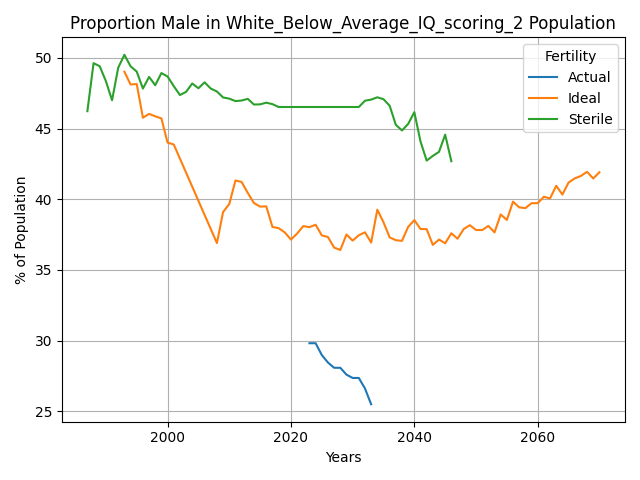 Proportion Male in White_Below_Average_IQ_scoring_2 Population
Fertility
Actual
Ideal
Sterile
% of Population
50
45
40
35
30
25
2000
2020
2040
2060
Years